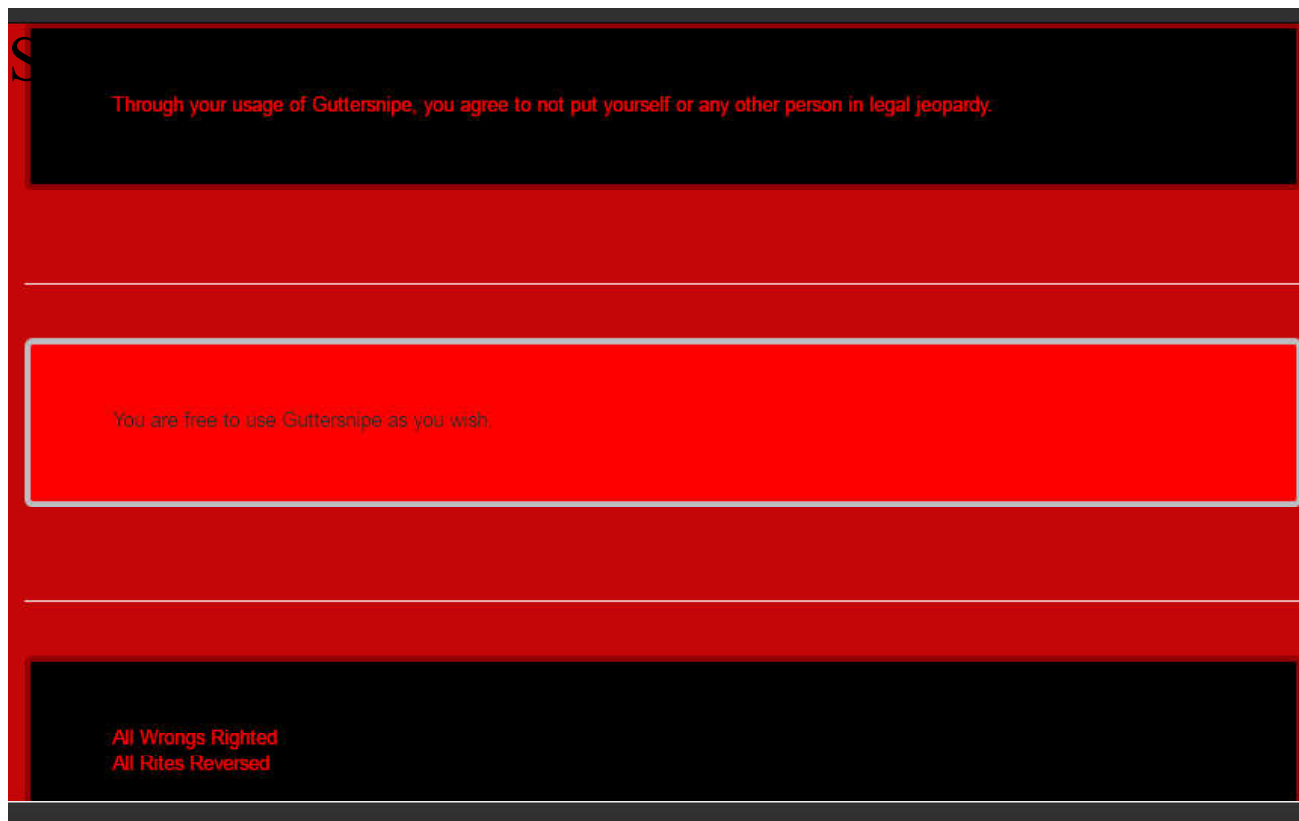 S
Through your usage of Guttersnipe, you agree to not put yourself or any other person in legal jeopardy.
You are free to use Guttersnipe as you wish.
All Wrongs Righted
All Rites Reversed